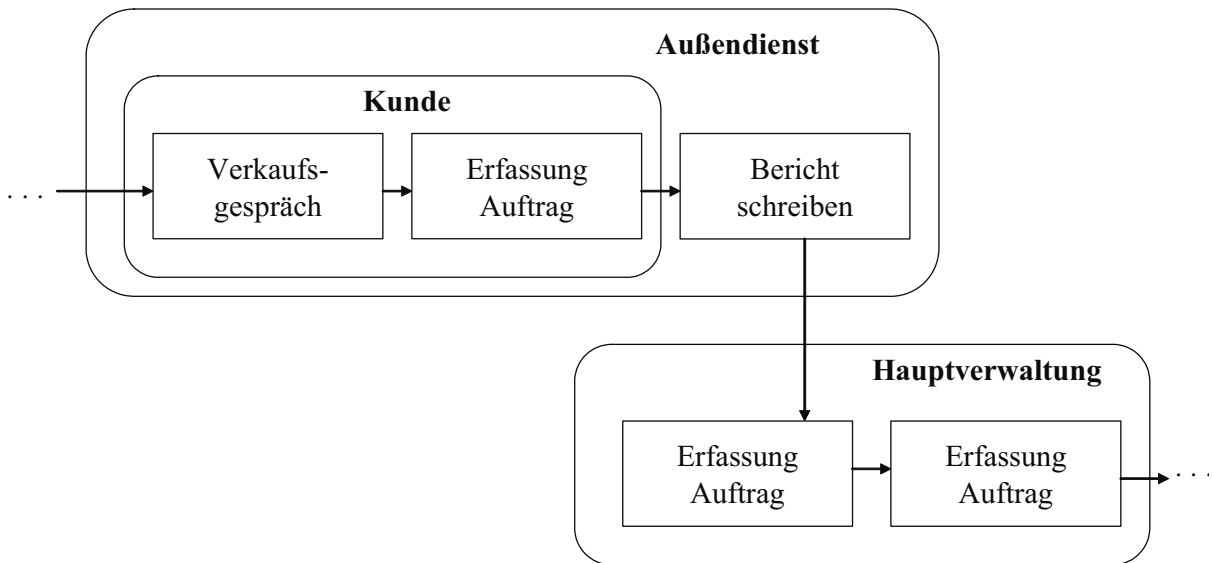 Außendienst
Kunde
. . .
Verkaufs-
gespräch
Erfassung
Auftrag
Bericht
schreiben
Hauptverwaltung
Erfassung
Auftrag
Erfassung
Auftrag
. . .